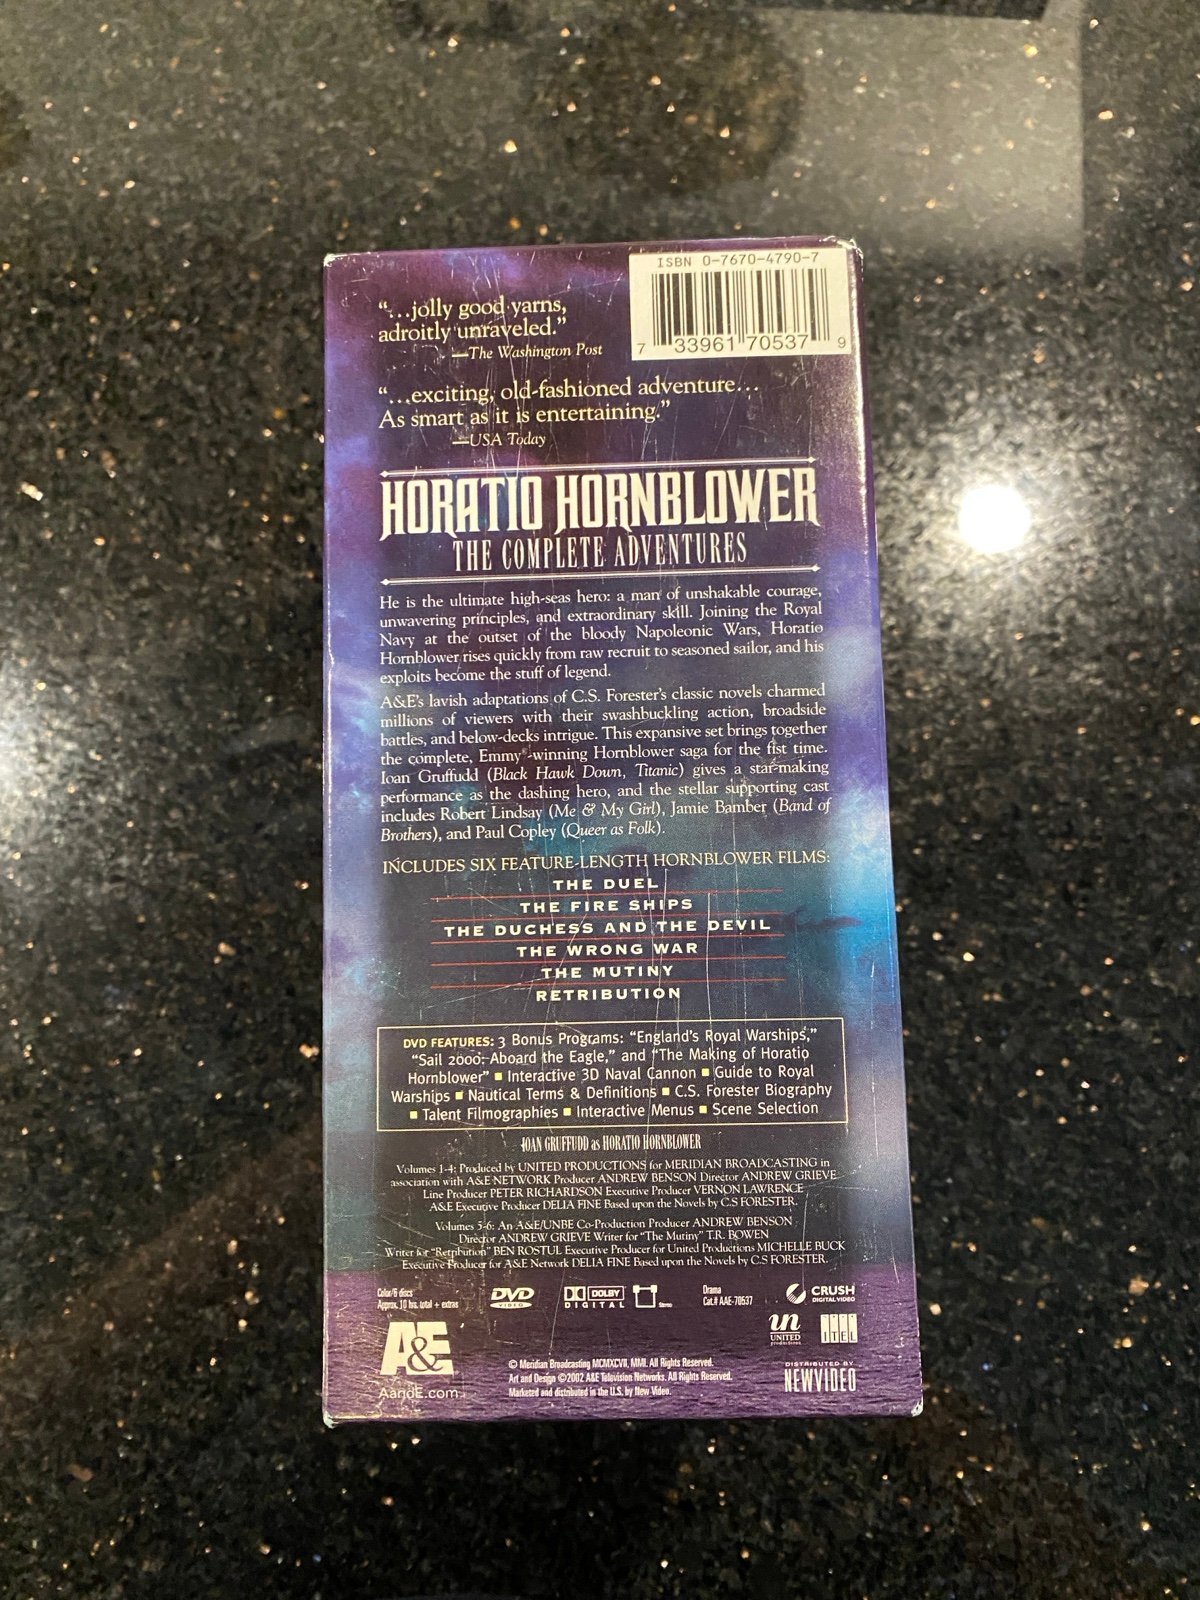 ISBN 0-7670-4790-7
7 33961 70537 9
“...jolly good yarns,
adroitly unraveled.”
—The Washington Post
“...exciting, old-fashioned adventure...
As smart as it is entertaining.”
—USA Today
HORATIO HORNBLOWER
THE COMPLETE ADVENTURES
He is the ultimate high-seas hero: a man of unshakable courage,
unwavering principles, and extraordinary skill. Joining the Royal
Navy at the outset of the bloody Napoleonic Wars, Horatio
Hornblower rises quickly from raw recruit to seasoned sailor, and his
exploits become the stuff of legend.
A&E's lavish adaptations of C.S. Forester's classic novels charmed
millions of viewers with their swashbuckling action, broadside
battles, and below-decks intrigue. This expansive set brings together
the complete, Emmy®-winning Hornblower saga for the fist time.
Ioan Gruffudd (Black Hawk Down, Titanic) gives a star-making
performance as the dashing hero, and the stellar supporting cast
includes Robert Lindsay (Me & My Girl), Jamie Bamber (Band of
Brothers), and Paul Copley (Queer as Folk).
INCLUDES SIX FEATURE-LENGTH HORNBLOWER FILMS:
THE DUEL
THE FIRE SHIPS
THE DUCHESS AND THE DEVIL
THE WRONG WAR
THE MUTINY
RETRIBUTION
DVD FEATURES: 3 Bonus Programs: “England's Royal Warships,”
“Sail 2000: Aboard the Eagle,” and “The Making of Horatio
Hornblower” ■ Interactive 3D Naval Cannon ■ Guide to Royal
Warships ■ Nautical Terms & Definitions ■ C.S. Forester Biography
■ Talent Filmographies ■ Interactive Menus ■ Scene Selection
IOAN GRUFFUDD as HORATIO HORNBLOWER
Volumes 1-4: Produced by UNITED PRODUCTIONS for MERIDIAN BROADCASTING in
association with A&E NETWORK Producer ANDREW BENSON Director ANDREW GRIEVE
Line Producer PETER RICHARDSON Executive Producer VERNON LAWRENCE
A&E Executive Producer DELIA FINE Based upon the Novels by C.S FORESTER.
Volumes 5-6: An A&E/UNBE Co-Production Producer ANDREW BENSON
Director ANDREW GRIEVE Writer for “The Mutiny” T.R. BOWEN
Writer for “Retribution” BEN ROSTUL Executive Producer for United Productions MICHELLE BUCK
Executive Producer for A&E Network DELIA FINE Based upon the Novels by C.S FORESTER.
Color/6 discs
Approx. 10 hrs. total + extras
DVD VIDEO
DOLBY DIGITAL
Stereo
Drama
Cat.# AAE-70537
CRUSH
DIGITAL VIDEO
un UNITED productions
ITEL
A&E
AandE.com
© Meridian Broadcasting MCMXCVII, MMI. All Rights Reserved.
Art and Design ©2002 A&E Television Networks. All Rights Reserved.
Marketed and distributed in the U.S. by New Video.
DISTRIBUTED BY
NEWVIDEO